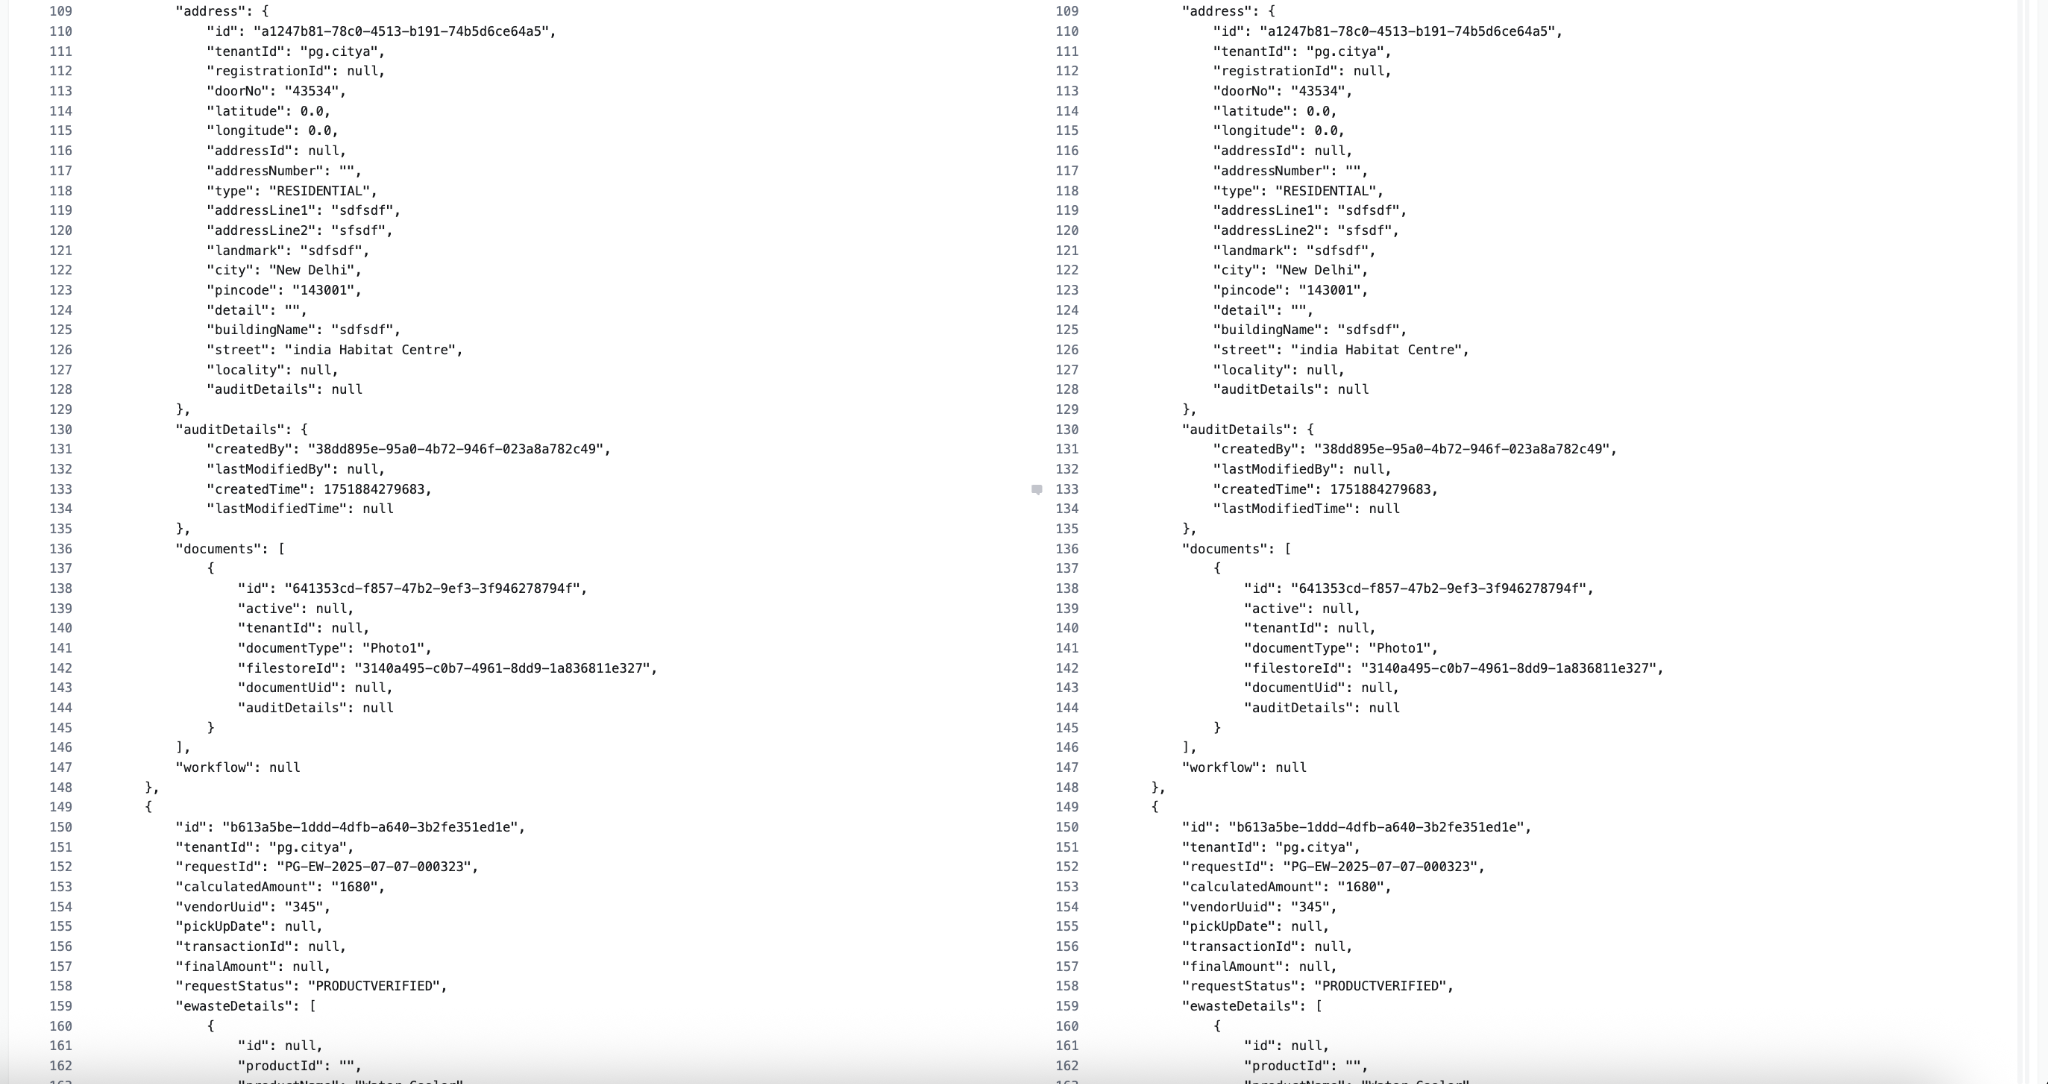 109 "address": {
110 "id": "a1247b81-78c0-4513-b191-74b5d6ce64a5",
111 "tenantId": "pg.citya",
112 "registrationId": null,
113 "doorNo": "43534",
114 "latitude": 0.0,
115 "longitude": 0.0,
116 "addressId": null,
117 "addressNumber": "",
118 "type": "RESIDENTIAL",
119 "addressLine1": "sdfsdf",
120 "addressLine2": "sfsdf",
121 "landmark": "sdfsdf",
122 "city": "New Delhi",
123 "pincode": "143001",
124 "detail": "",
125 "buildingName": "sdfsdf",
126 "street": "india Habitat Centre",
127 "locality": null,
128 "auditDetails": null
129 },
130 "auditDetails": {
131 "createdBy": "38dd895e-95a0-4b72-946f-023a8a782c49",
132 "lastModifiedBy": null,
133 "createdTime": 1751884279683,
134 "lastModifiedTime": null
135 },
136 "documents": [
137 {
138 "id": "641353cd-f857-47b2-9ef3-3f946278794f",
139 "active": null,
140 "tenantId": null,
141 "documentType": "Photo1",
142 "filestoreId": "3140a495-c0b7-4961-8dd9-1a836811e327",
143 "documentUid": null,
144 "auditDetails": null
145 }
146 ],
147 "workflow": null
148 },
149 {
150 "id": "b613a5be-1ddd-4dfb-a640-3b2fe351ed1e",
151 "tenantId": "pg.citya",
152 "requestId": "PG-EW-2025-07-07-000323",
153 "calculatedAmount": "1680",
154 "vendorUuid": "345",
155 "pickUpDate": null,
156 "transactionId": null,
157 "finalAmount": null,
158 "requestStatus": "PRODUCTVERIFIED",
159 "ewasteDetails": [
160 {
161 "id": null,
162 "productId": "",
109 "address": {
110 "id": "a1247b81-78c0-4513-b191-74b5d6ce64a5",
111 "tenantId": "pg.citya",
112 "registrationId": null,
113 "doorNo": "43534",
114 "latitude": 0.0,
115 "longitude": 0.0,
116 "addressId": null,
117 "addressNumber": "",
118 "type": "RESIDENTIAL",
119 "addressLine1": "sdfsdf",
120 "addressLine2": "sfsdf",
121 "landmark": "sdfsdf",
122 "city": "New Delhi",
123 "pincode": "143001",
124 "detail": "",
125 "buildingName": "sdfsdf",
126 "street": "india Habitat Centre",
127 "locality": null,
128 "auditDetails": null
129 },
130 "auditDetails": {
131 "createdBy": "38dd895e-95a0-4b72-946f-023a8a782c49",
132 "lastModifiedBy": null,
133 "createdTime": 1751884279683,
134 "lastModifiedTime": null
135 },
136 "documents": [
137 {
138 "id": "641353cd-f857-47b2-9ef3-3f946278794f",
139 "active": null,
140 "tenantId": null,
141 "documentType": "Photo1",
142 "filestoreId": "3140a495-c0b7-4961-8dd9-1a836811e327",
143 "documentUid": null,
144 "auditDetails": null
145 }
146 ],
147 "workflow": null
148 },
149 {
150 "id": "b613a5be-1ddd-4dfb-a640-3b2fe351ed1e",
151 "tenantId": "pg.citya",
152 "requestId": "PG-EW-2025-07-07-000323",
153 "calculatedAmount": "1680",
154 "vendorUuid": "345",
155 "pickUpDate": null,
156 "transactionId": null,
157 "finalAmount": null,
158 "requestStatus": "PRODUCTVERIFIED",
159 "ewasteDetails": [
160 {
161 "id": null,
162 "productId": "",